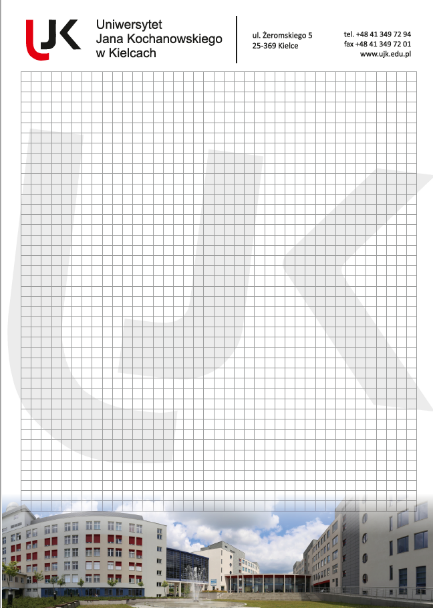 UJK
Uniwersytet
Jana Kochanowskiego
w Kielcach
ul. Żeromskiego 5
25-369 Kielce
tel. +48 41 349 72 94
fax +48 41 349 72 01
www.ujk.edu.pl
UJK